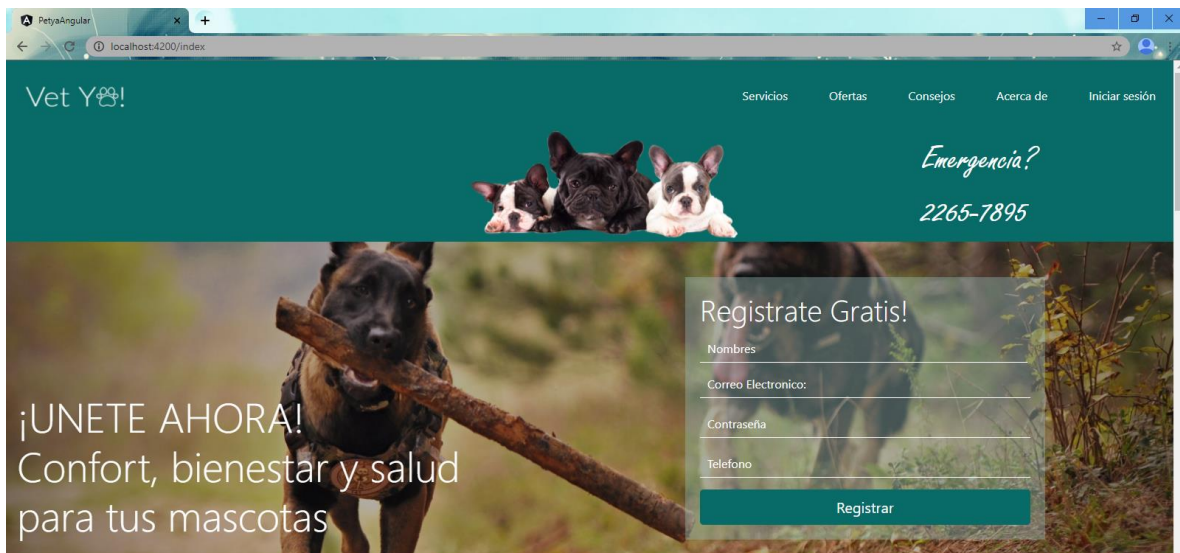 PetyaAngular
localhost:4200/index
Vet Y!
Servicios Ofertas Consejos Acerca de Iniciar sesión
Emergencia?
2265-7895
Registrate Gratis!
Nombres
Correo Electronico:
Contraseña
Telefono
Registrar
¡UNETE AHORA!
Confort, bienestar y salud
para tus mascotas